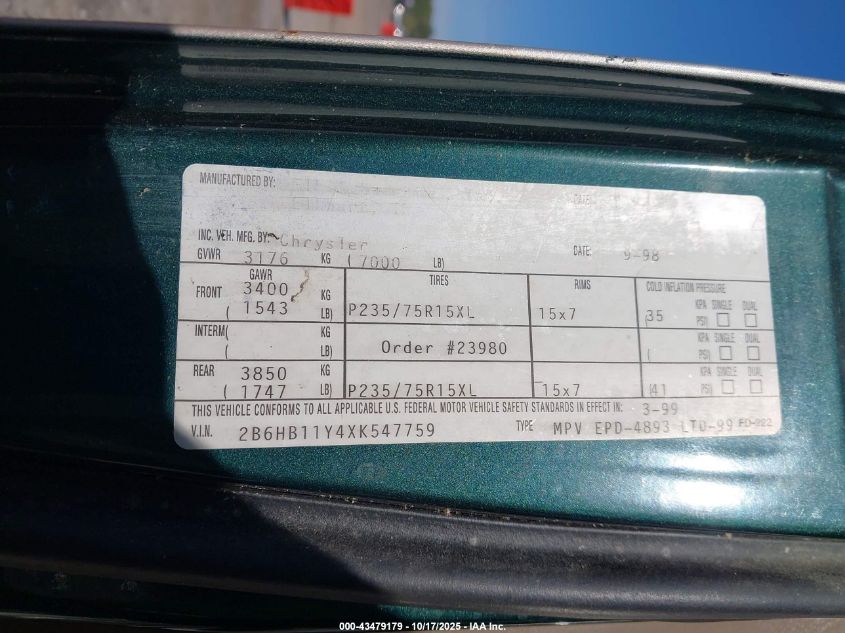 MANUFACTURED BY:
DATE:
INC. VEH. MFG. BY: Chrysler DATE: 9-98
GVWR 3176 KG ( 7000 LB)
GAWR TIRES RIMS COLD INFLATION PRESSURE
FRONT 3400 KG KPA SINGLE DUAL
( 1543 LB) P235/75R15XL 15x7 (35 PSI)
INTERM( KG KPA SINGLE DUAL
( LB) Order #23980 ( PSI)
REAR 3850 KG KPA SINGLE DUAL
( 1747 LB) P235/75R15XL 15x7 (41 PSI)
THIS VEHICLE CONFORMS TO ALL APPLICABLE U.S. FEDERAL MOTOR VEHICLE SAFETY STANDARDS IN EFFECT IN: 3-99
V.I.N. 2B6HB11Y4XK547759 TYPE MPV EPD-4893 LTD-99 FD-922
000-43479179 - 10/17/2025 - IAA Inc.